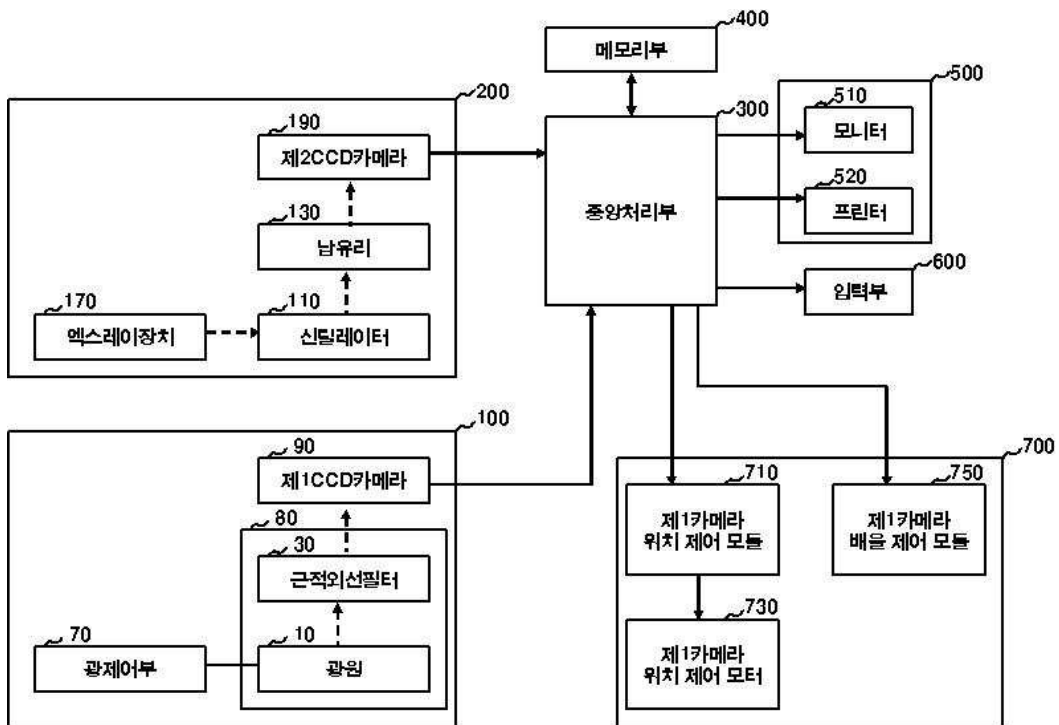 400
메모리부
200
190
제2CCD카메라
130
납유리
170
엑스레이장치
110
신틸레이터
300
중앙처리부
500
510
모니터
520
프린터
600
입력부
100
90
제1CCD카메라
80
30
근적외선필터
70
광제어부
10
광원
700
710
제1카메라
위치 제어 모듈
730
제1카메라
위치 제어 모터
750
제1카메라
배율 제어 모듈